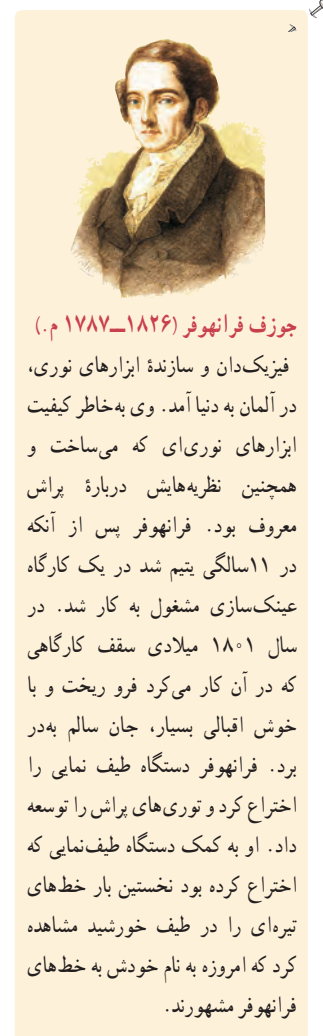 جوزف فرانهوفر (۱۸۲۶ــ۱۷۸۷ م.)
فیزیک‌دان و سازندهٔ ابزارهای نوری،
در آلمان به دنیا آمد. وی به‌خاطر کیفیت
ابزارهای نوری‌ای که می‌ساخت و
همچنین نظریه‌هایش دربارهٔ پراش
معروف بود. فرانهوفر پس از آنکه
در ۱۱سالگی یتیم شد در یک کارگاه
عینک‌سازی مشغول به کار شد. در
سال ۱۸۰۱ میلادی سقف کارگاهی
که در آن کار می‌کرد فرو ریخت و با
خوش اقبالی بسیار، جان سالم به‌در
برد. فرانهوفر دستگاه طیف نمایی را
اختراع کرد و توری‌های پراش را توسعه
داد. او به کمک دستگاه طیف‌نمایی که
اختراع کرده بود نخستین بار خط‌های
تیره‌ای را در طیف خورشید مشاهده
کرد که امروزه به نام خودش به خط‌های
فرانهوفر مشهورند.